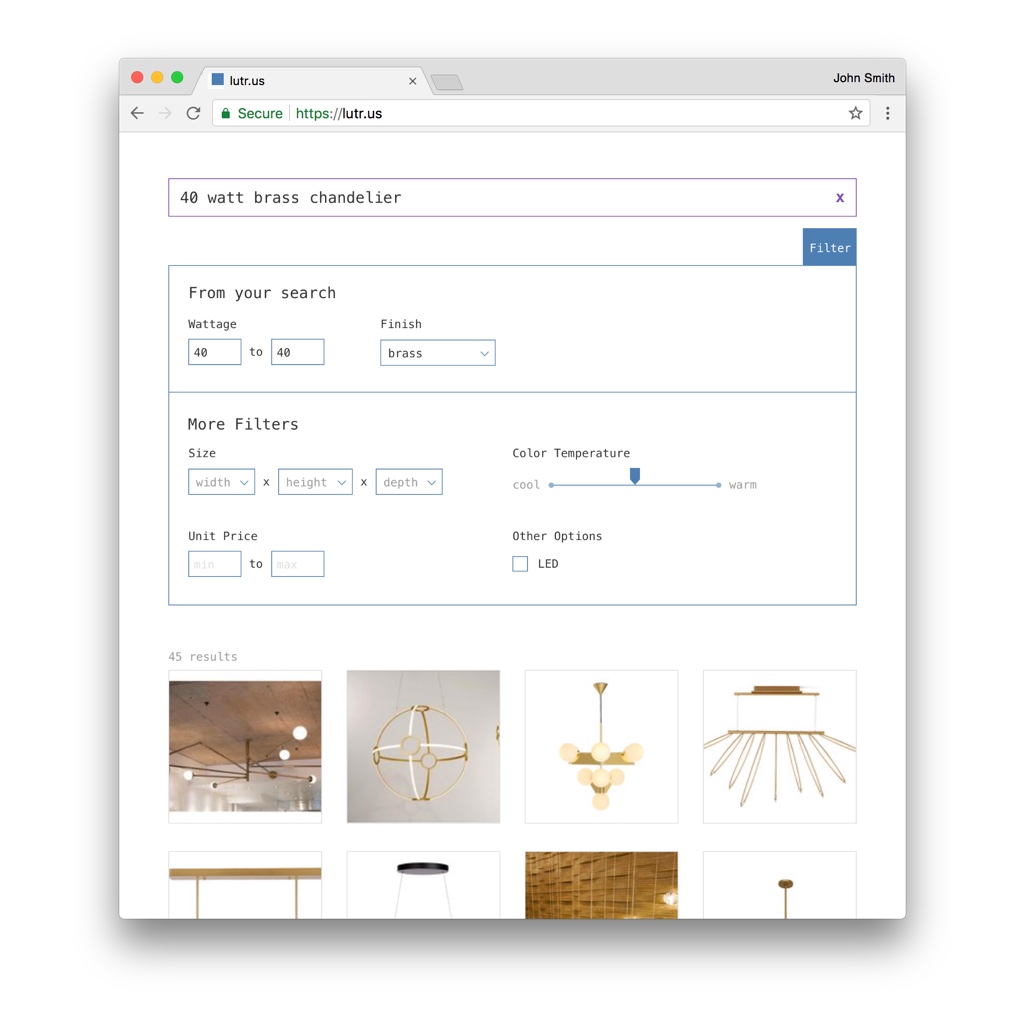 lutr.us
John Smith
Secure https://lutr.us
40 watt brass chandelier x
Filter
From your search
Wattage Finish
40 to 40 brass
More Filters
Size Color Temperature
width x height x depth cool warm
Unit Price Other Options
min to max LED
45 results